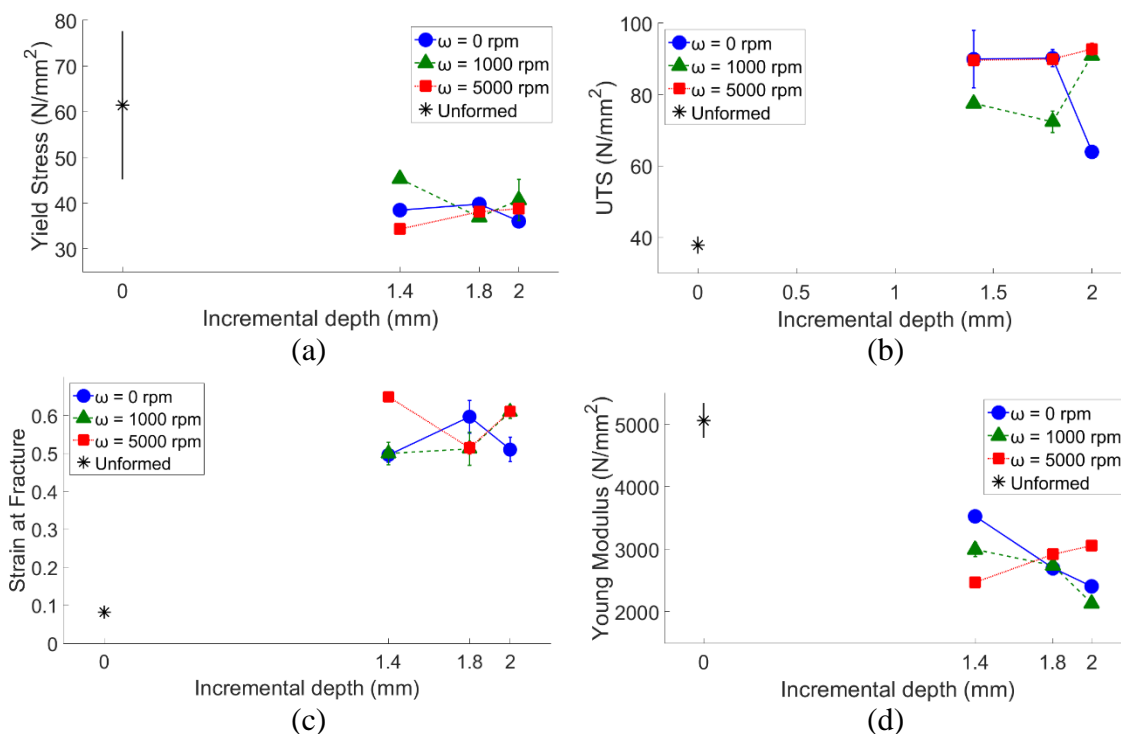 80
70
60
50
40
30
Yield Stress (N/mm²)
ω = 0 rpm
ω = 1000 rpm
ω = 5000 rpm
Unformed
0
1.4
1.8
2
Incremental depth (mm)
(a)
100
80
60
40
UTS (N/mm²)
ω = 0 rpm
ω = 1000 rpm
ω = 5000 rpm
Unformed
0
0.5
1
1.5
2
Incremental depth (mm)
(b)
0.6
0.5
0.4
0.3
0.2
0.1
0
Strain at Fracture
ω = 0 rpm
ω = 1000 rpm
ω = 5000 rpm
Unformed
0
1.4
1.8
2
Incremental depth (mm)
(c)
5000
4000
3000
2000
Young Modulus (N/mm²)
ω = 0 rpm
ω = 1000 rpm
ω = 5000 rpm
Unformed
0
1.4
1.8
2
Incremental depth (mm)
(d)